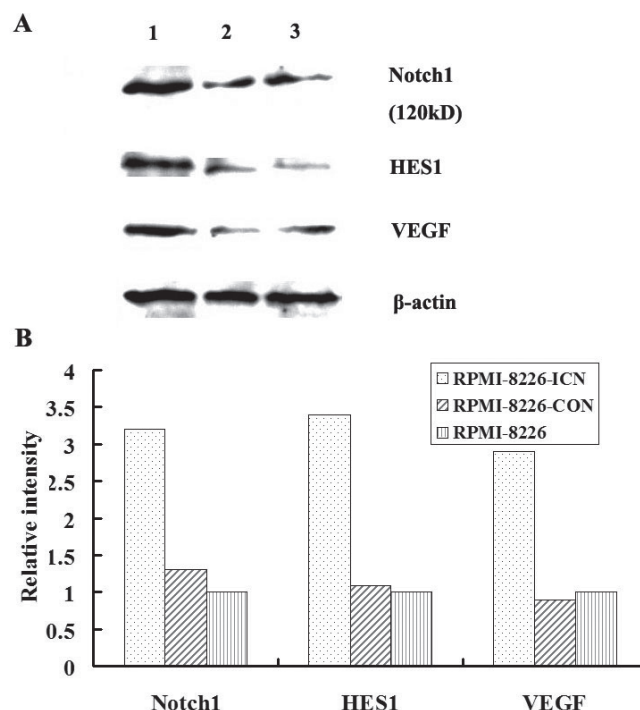 A
1 2 3
Notch1
(120kD)
HES1
VEGF
β-actin
B
4
3.5
3
2.5
2
1.5
1
0.5
0
Relative intensity
RPMI-8226-ICN
RPMI-8226-CON
RPMI-8226
Notch1 HES1 VEGF